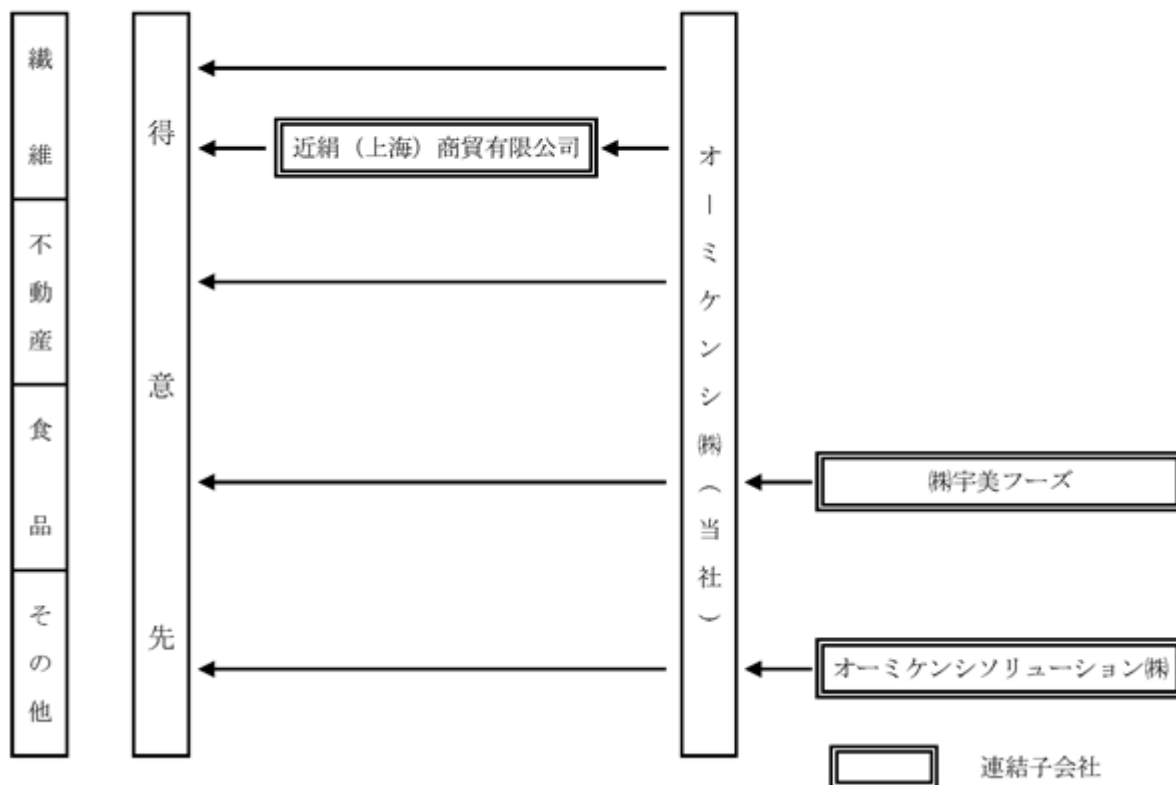 繊維
不動産
食品
その他
得意先
近絹（上海）商貿有限公司
オーミケンシ㈱（当社）
㈱宇美フーズ
オーミケンシソリューション㈱
連結子会社